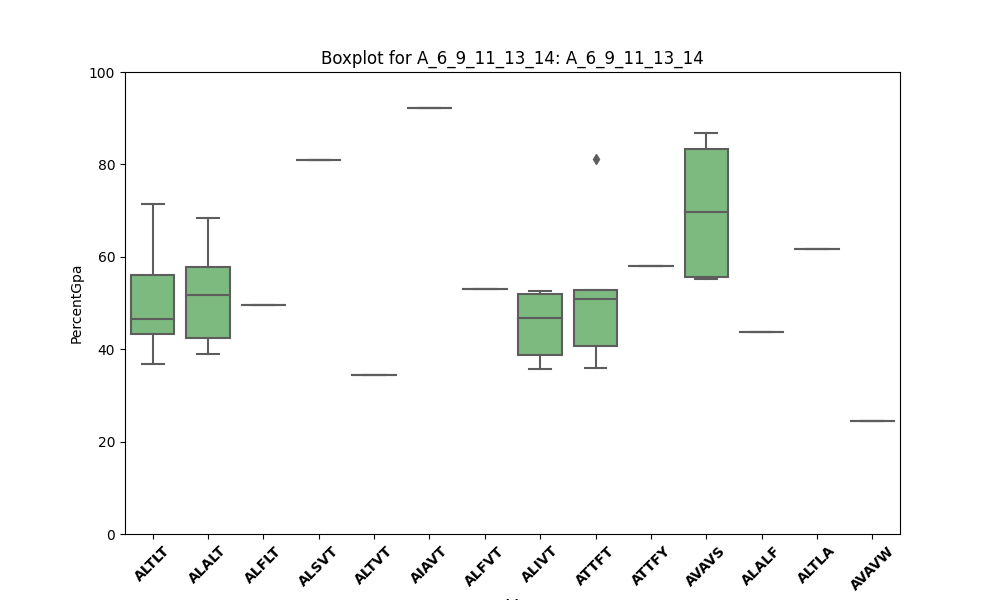 Boxplot for A_6_9_11_13_14: A_6_9_11_13_14
100
80
60
40
20
0
PercentGpa
ALTLT
ALALT
ALFLT
ALSVT
ALTVT
AIAVT
ALFVT
ALIVT
ATTFT
ATTFY
AVAVS
ALALF
ALTLA
AVAVW